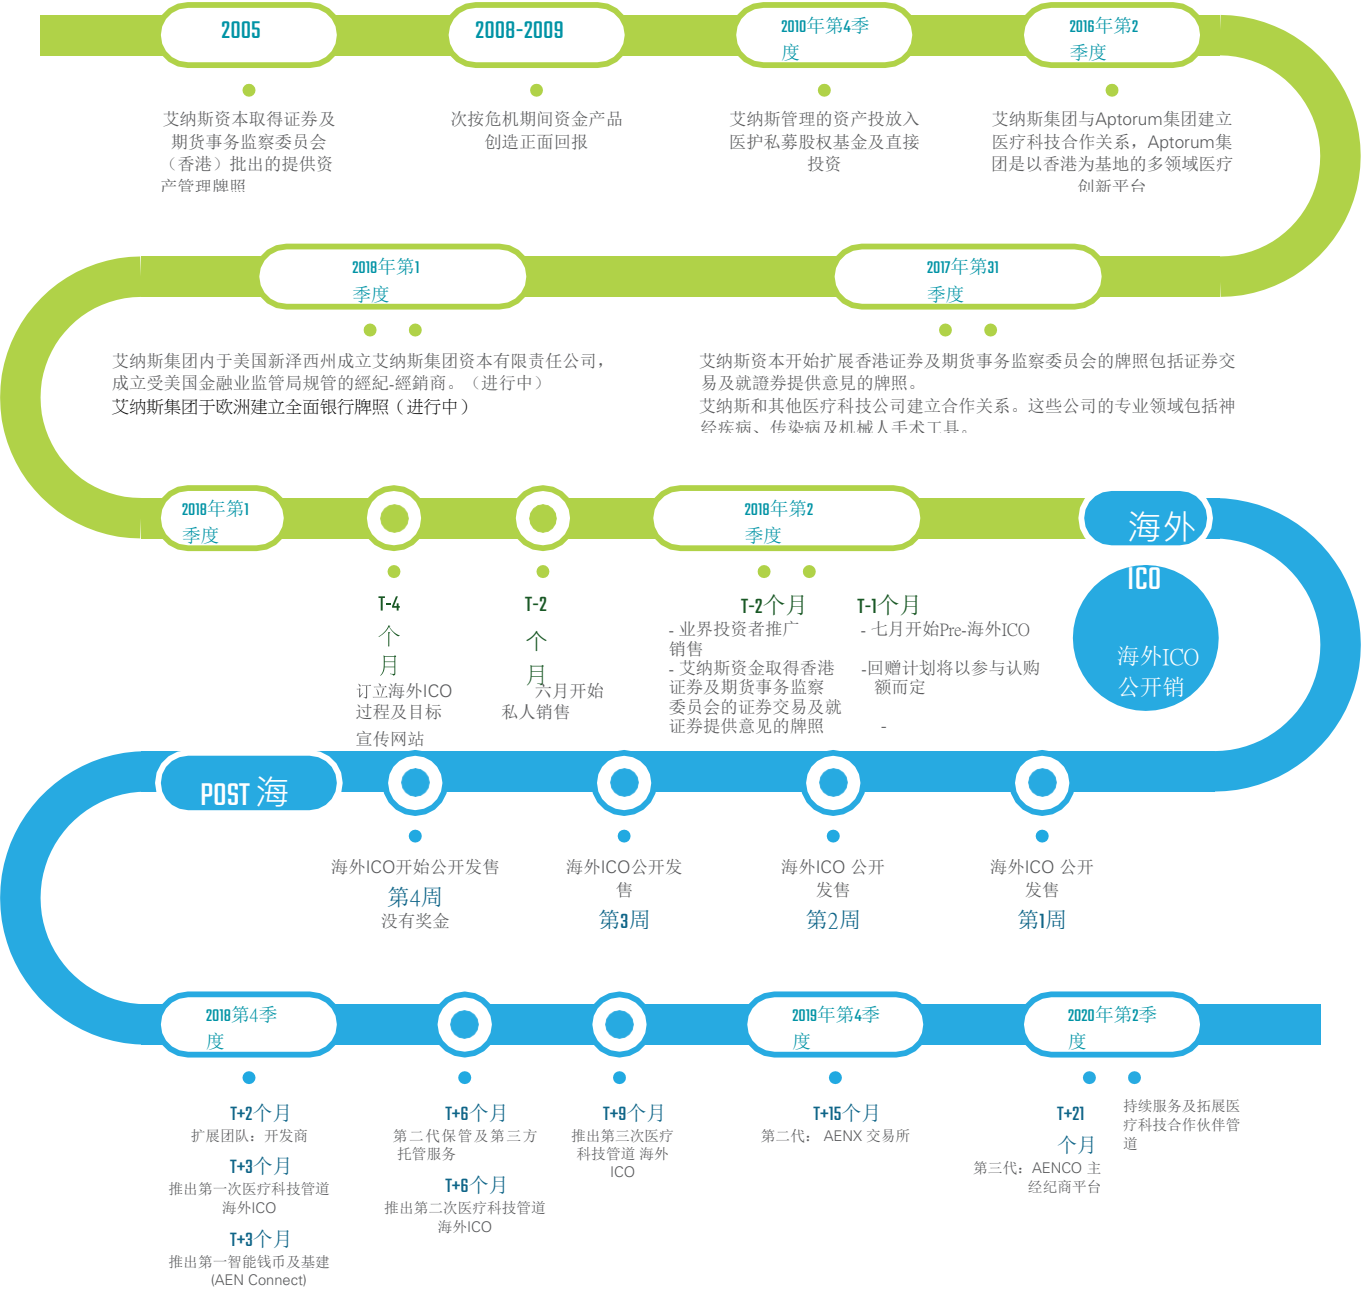 2005
艾纳斯资本取得证券及
期货事务监察委员会
（香港）批出的提供资
产管理牌照
2008-2009
次按危机期间资金产品
创造正面回报
2010年第4季
度
艾纳斯管理的资产投放入
医护私募股权基金及直接
投资
2016年第2
季度
艾纳斯集团与Aptorum集团建立
医疗科技合作关系，Aptorum集
团是以香港为基地的多领域医疗
创新平台
2018年第1
季度
艾纳斯集团内于美国新泽西州成立艾纳斯集团资本有限责任公司，
成立受美国金融业监管局规管的經紀-經銷商。（进行中）
艾纳斯集团于欧洲建立全面银行牌照（进行中）
2017年第31
季度
艾纳斯资本开始扩展香港证券及期货事务监察委员会的牌照包括证券交
易及就證券提供意見的牌照。
艾纳斯和其他医疗科技公司建立合作关系。这些公司的专业领域包括神
经疾病、传染病及机械人手术工具。
2018年第1
季度
T-4
个
月
订立海外ICO
过程及目标
宣传网站
T-2
个
月
六月开始
私人销售
2018年第2
季度
T-2个月
- 业界投资者推广
销售
- 艾纳斯资金取得香港
证券及期货事务监察
委员会的证券交易及就
证券提供意见的牌照
T-1个月
- 七月开始Pre-海外ICO
-回赠计划将以参与认购
额而定
-
海外
ICO
海外ICO
公开销
POST 海
海外ICO开始公开发售
第4周
没有奖金
海外ICO公开发
售
第3周
海外ICO 公开
发售
第2周
海外ICO 公开
发售
第1周
2018第4季
度
T+2个月
扩展团队：开发商
T+3个月
推出第一次医疗科技管道
海外ICO
T+3个月
推出第一智能钱币及基建
(AEN Connect)
T+6个月
第二代保管及第三方
托管服务
T+6个月
推出第二次医疗科技管道
海外ICO
T+9个月
推出第三次医疗
科技管道 海外
ICO
2019年第4季
度
T+15个月
第二代： AENX 交易所
2020年第2季
度
T+21
个月
第三代：AENCO 主
经纪商平台
持续服务及拓展医
疗科技合作伙伴管
道